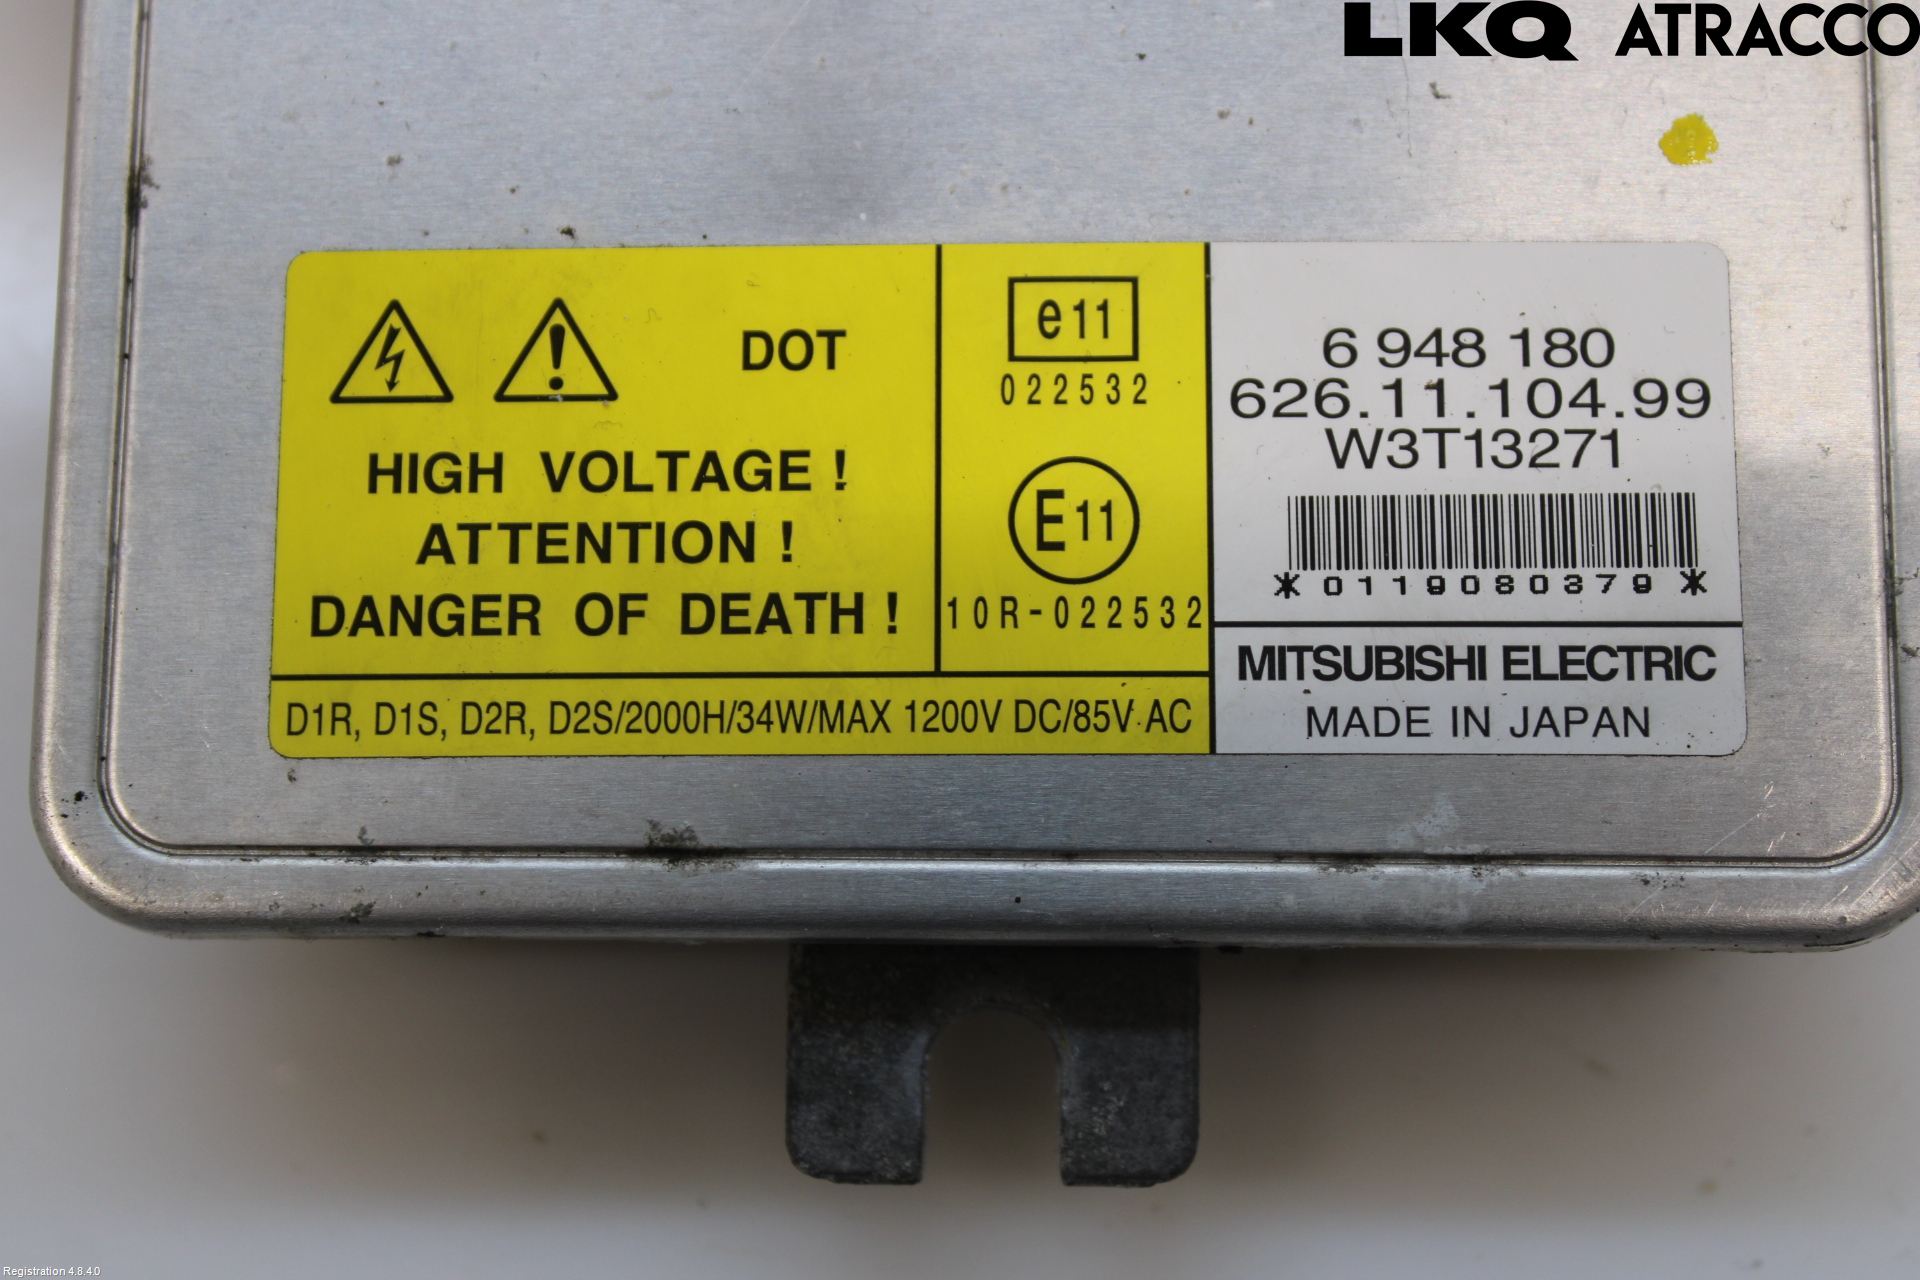 LKQ ATRACCO
DOT
HIGH VOLTAGE !
ATTENTION !
DANGER OF DEATH !
e11
022532
E11
10R-022532
D1R, D1S, D2R, D2S/2000H/34W/MAX 1200V DC/85V AC
6 948 180
626.11.104.99
W3T13271
*0119080379*
MITSUBISHI ELECTRIC
MADE IN JAPAN
Registration 4.8.4.0